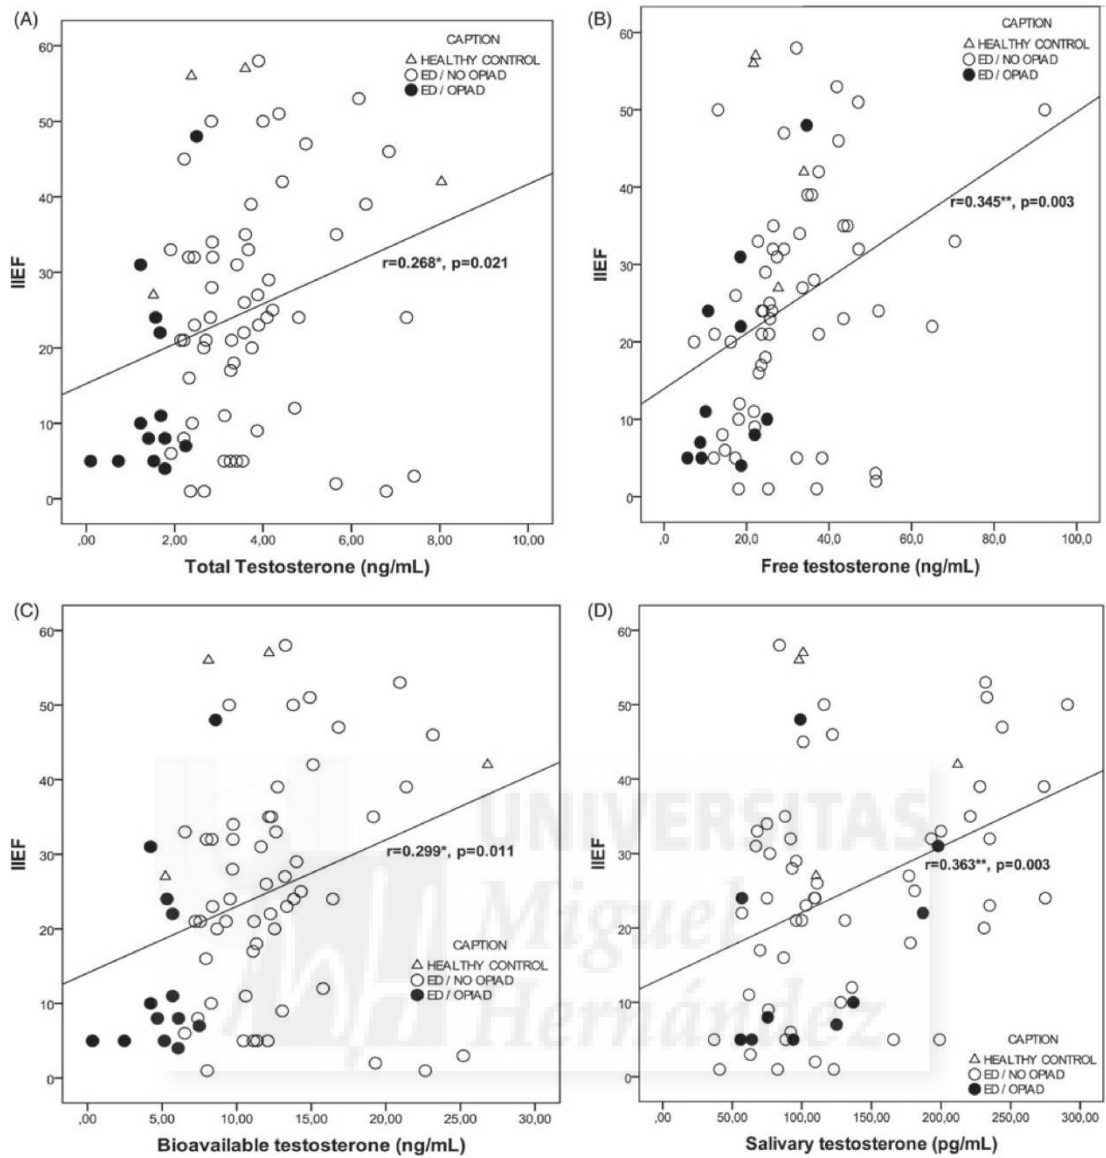 (A)
CAPTION
HEALTHY CONTROL
ED / NO OPIAD
ED / OPIAD
60
50
40
30
20
10
0
IIEF
r=0.268*, p=0.021
,00 2,00 4,00 6,00 8,00 10,00
Total Testosterone (ng/mL)
(B)
CAPTION
HEALTHY CONTROL
ED / NO OPIAD
ED / OPIAD
60
50
40
30
20
10
0
IIEF
r=0.345**, p=0.003
,0 20,0 40,0 60,0 80,0 100,0
Free testosterone (ng/mL)
(C)
60
50
40
30
20
10
0
IIEF
r=0.299*, p=0.011
CAPTION
HEALTHY CONTROL
ED / NO OPIAD
ED / OPIAD
,00 5,00 10,00 15,00 20,00 25,00 30,00
Bioavailable testosterone (ng/mL)
(D)
60
50
40
30
20
10
0
IIEF
r=0.363**, p=0.003
CAPTION
HEALTHY CONTROL
ED / NO OPIAD
ED / OPIAD
,00 50,00 100,00 150,00 200,00 250,00 300,00
Salivary testosterone (pg/mL)
UNIVERSITAS
Miguel
Hernández